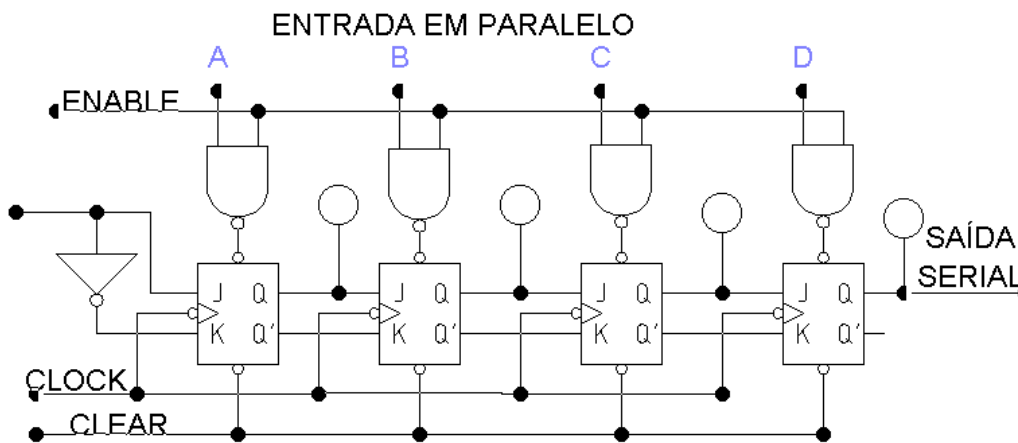 ENTRADA EM PARALELO
A B C D
ENABLE
SAÍDA
SERIAL
J Q J Q J Q J Q
K Q' K Q' K Q' K Q'
CLOCK
CLEAR